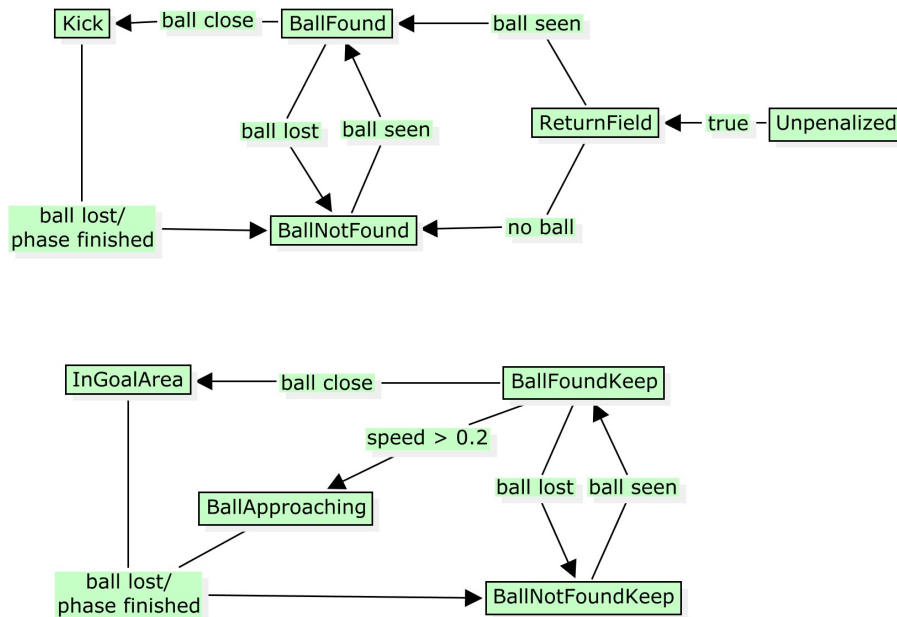 Kick
ball close
BallFound
ball seen
ball lost
ball seen
ReturnField
true
Unpenalized
ball lost/
phase finished
BallNotFound
no ball
InGoalArea
ball close
BallFoundKeep
speed > 0.2
ball lost
ball seen
BallApproaching
ball lost/
phase finished
BallNotFoundKeep